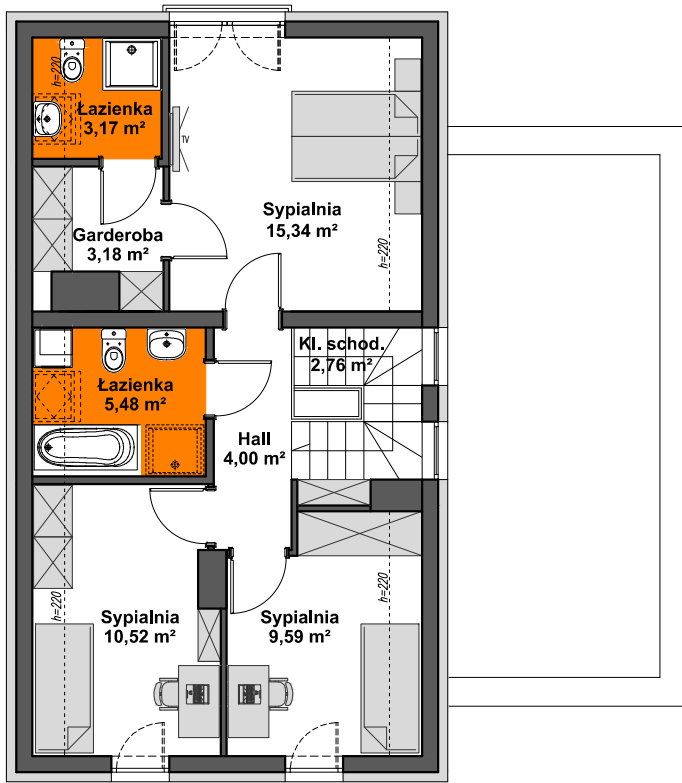 h=220
Łazienka
3,17 m²
TV
Sypialnia
15,34 m²
Garderoba
3,18 m²
h=220
Kl. schod.
2,76 m²
Łazienka
5,48 m²
Hall
4,00 m²
h=220
h=220
Sypialnia
10,52 m²
Sypialnia
9,59 m²